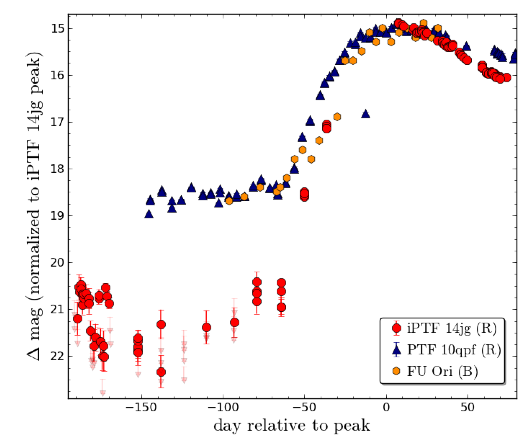 Δ mag (normalized to iPTF 14jg peak)
15
16
17
18
19
21
22
−150
−100
−50
0
50
day relative to peak
iPTF 14jg (R)
PTF 10qpf (R)
FU Ori (B)